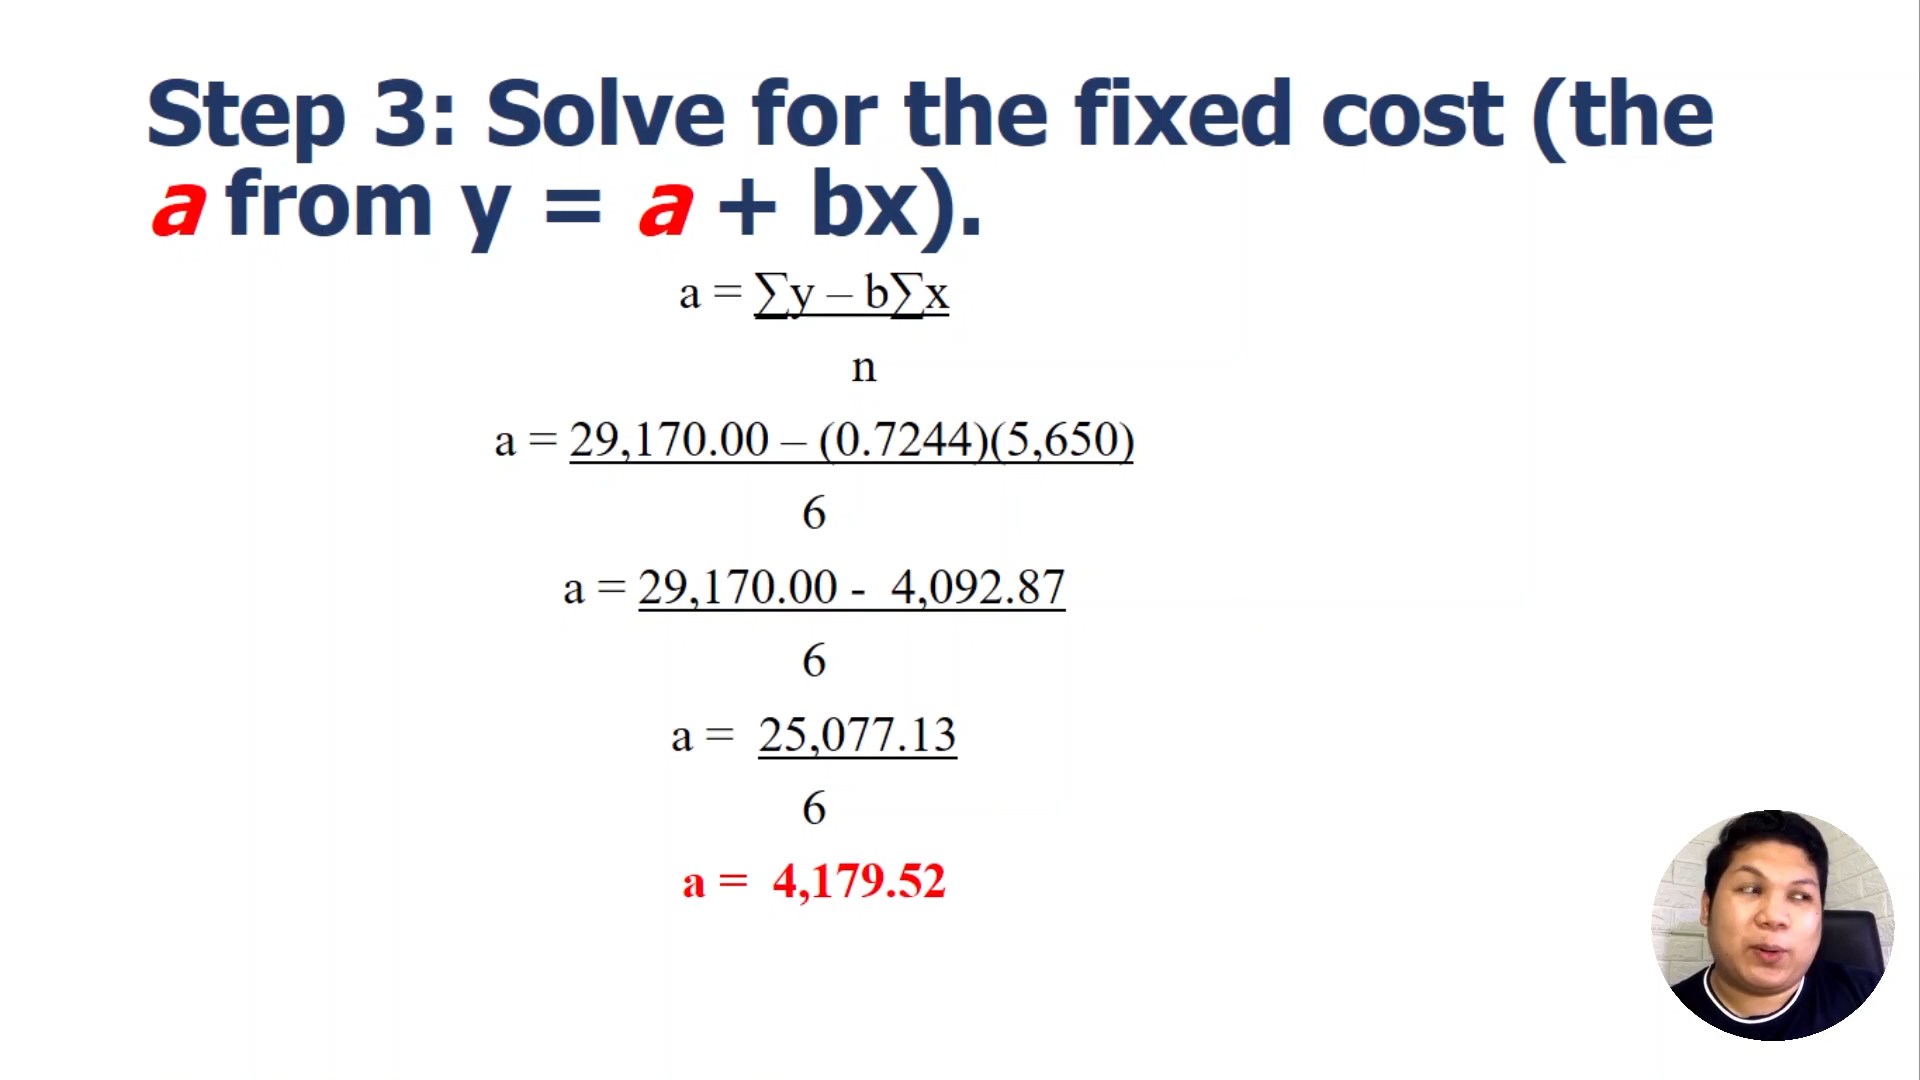 Step 3: Solve for the fixed cost (the
a from y = a + bx).
a = ∑y – b∑x
n
a = 29,170.00 – (0.7244)(5,650)
6
a = 29,170.00 -  4,092.87
6
a =  25,077.13
6
a =  4,179.52